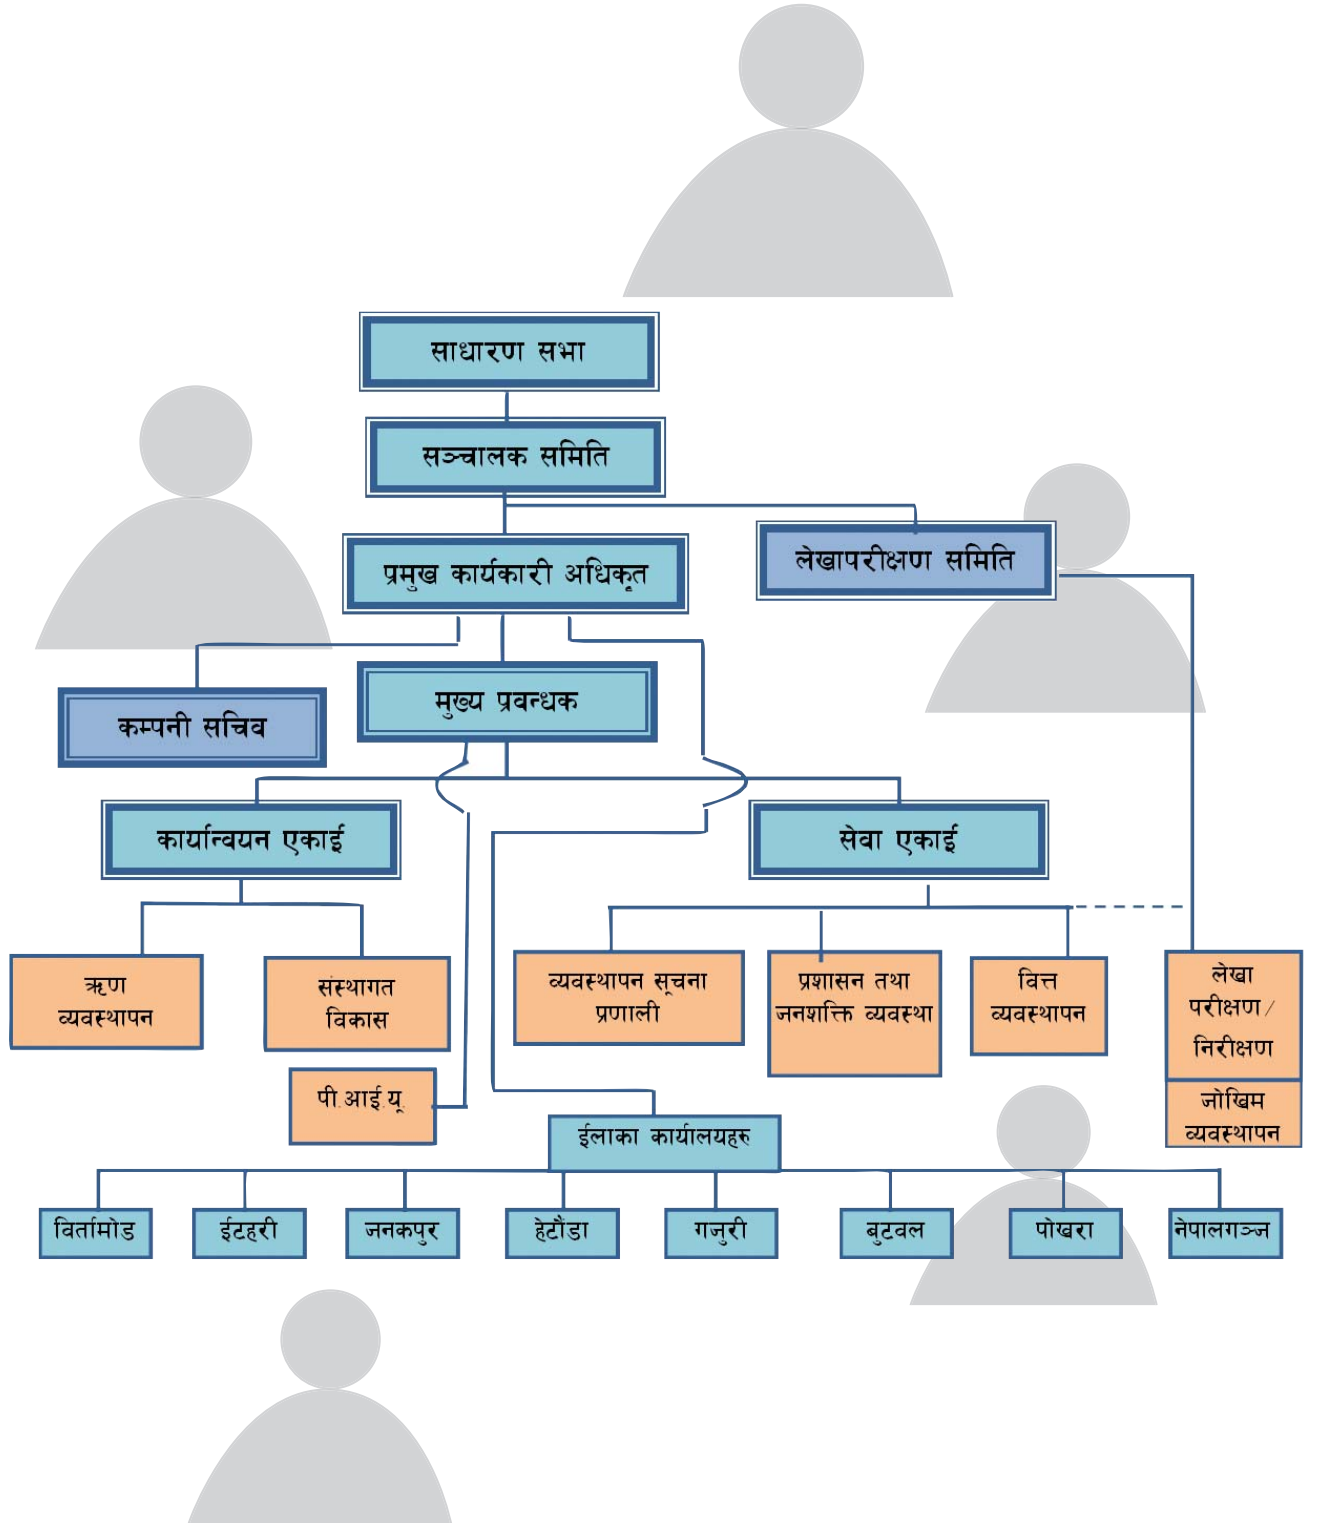 साधारण सभा
सञ्चालक समिति
प्रमुख कार्यकारी अधिकृत
लेखापरीक्षण समिति
कम्पनी सचिव
मुख्य प्रवन्धक
कार्यान्वयन एकाई
सेवा एकाई
ऋण
व्यवस्थापन
संस्थागत
विकास
व्यवस्थापन सूचना
प्रणाली
प्रशासन तथा
जनशक्ति व्यवस्था
वित्त
व्यवस्थापन
लेखा
परीक्षण/
निरीक्षण
जोखिम
व्यवस्थापन
पी.आई.यू.
ईलाका कार्यालयहरु
विर्तामोड
ईटहरी
जनकपुर
हेटौंडा
गजुरी
बुटवल
पोखरा
नेपालगञ्ज